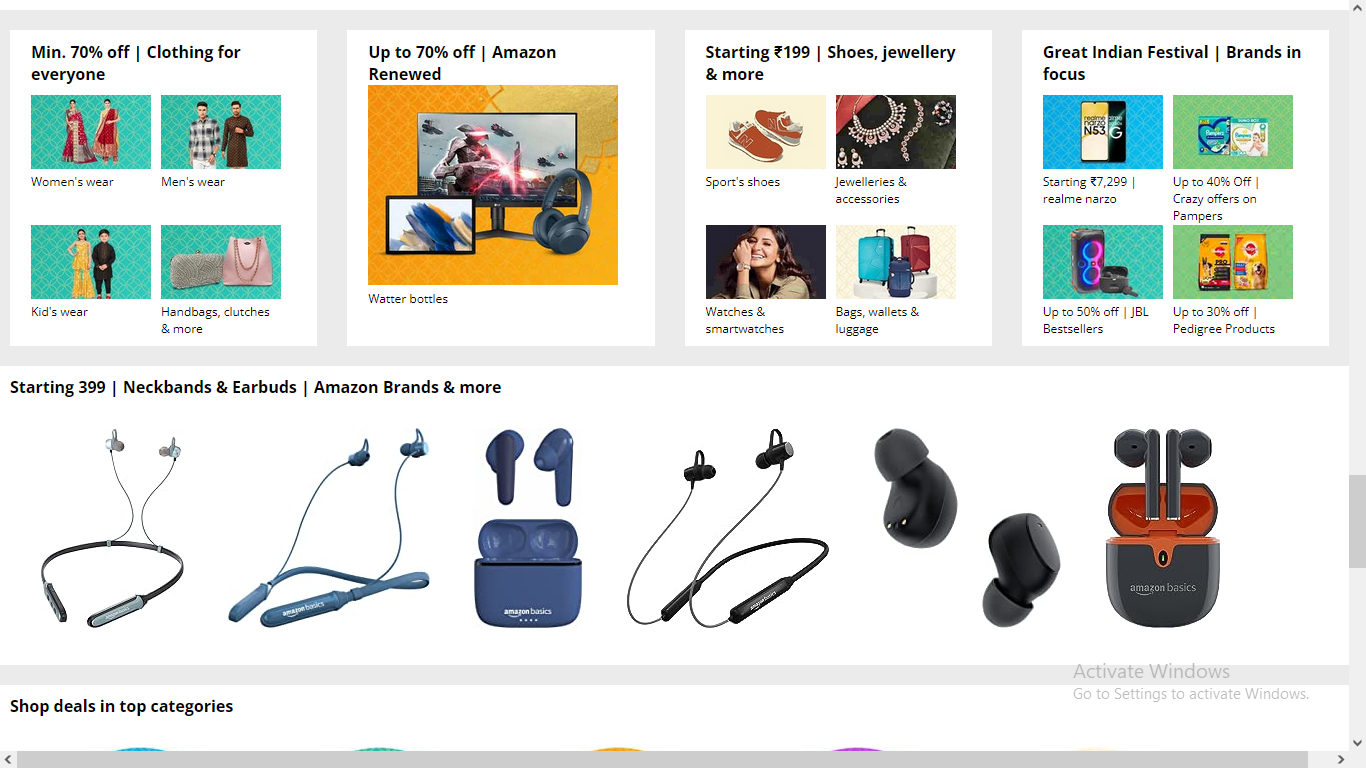 Min. 70% off | Clothing for
everyone
Women's wear
Men's wear
Kid's wear
Handbags, clutches
& more
Up to 70% off | Amazon
Renewed
Watter bottles
Starting ₹199 | Shoes, jewellery
& more
Sport's shoes
Jewelleries &
accessories
Watches &
smartwatches
Bags, wallets &
luggage
Great Indian Festival | Brands in
focus
realme
narzo
N53
Starting ₹7,299 |
realme narzo
Pampers
Pampers
Up to 40% Off |
Crazy offers on
Pampers
Up to 50% off | JBL
Bestsellers
PRO
Up to 30% off |
Pedigree Products
Starting 399 | Neckbands & Earbuds | Amazon Brands & more
amazon basics
amazon basics
amazon basics
amazon basics
Activate Windows
Go to Settings to activate Windows.
Shop deals in top categories